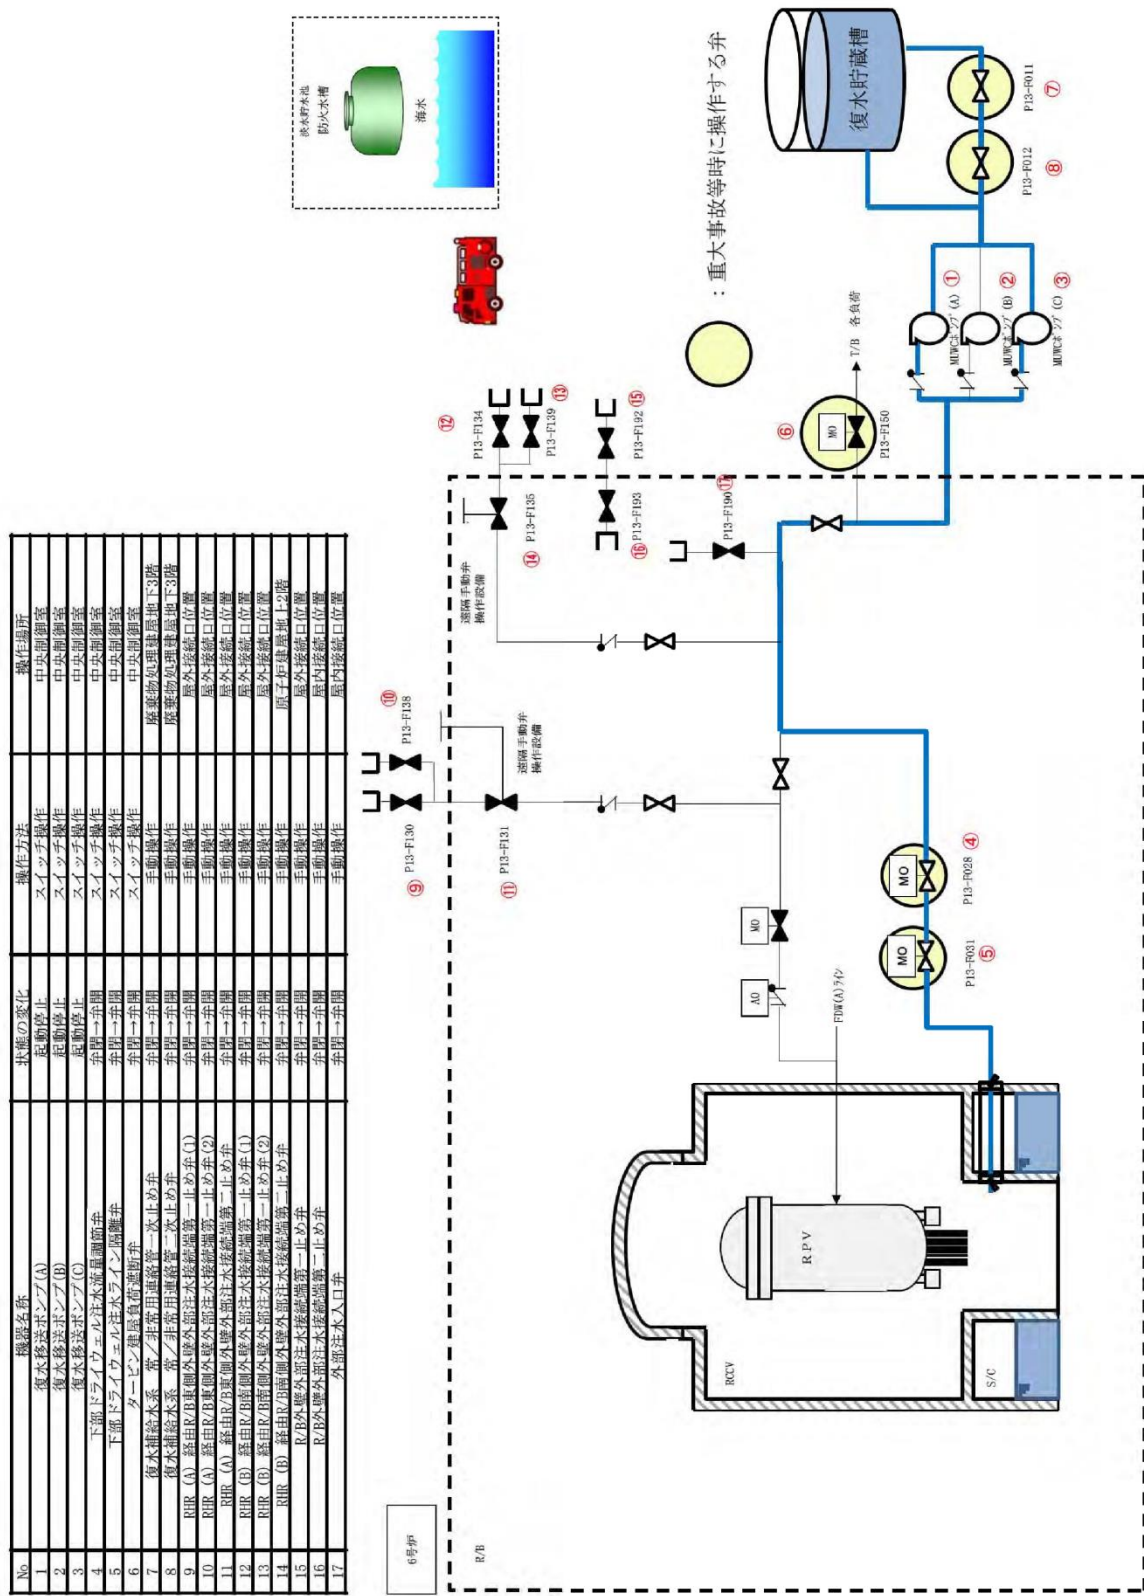 No 機器名称 状態の変化 操作方法 操作場所
1 復水移送ポンプ(A) 起動停止 スイッチ操作 中央制御室
2 復水移送ポンプ(B) 起動停止 スイッチ操作 中央制御室
3 復水移送ポンプ(C) 起動停止 スイッチ操作 中央制御室
4 下部ドライウェル注水流量調節弁 弁閉→弁開 スイッチ操作 中央制御室
5 下部ドライウェル注水ライン隔離弁 弁閉→弁開 スイッチ操作 中央制御室
6 タービン建屋負荷遮断弁 弁閉→弁開 スイッチ操作 中央制御室
7 復水補給水系 常／非常用連絡管一次止め弁 弁閉→弁開 手動操作 廃棄物処理建屋地下3階
8 復水補給水系 常／非常用連絡管二次止め弁 弁閉→弁開 手動操作 廃棄物処理建屋地下3階
9 RHR (A) 経由R/B東側外壁外部注水接続端第一止め弁(1) 弁閉→弁開 手動操作 屋外接続口位置
10 RHR (A) 経由R/B東側外壁外部注水接続端第一止め弁(2) 弁閉→弁開 手動操作 屋外接続口位置
11 RHR (A) 経由R/B東側外壁外部注水接続端第二止め弁 弁閉→弁開 手動操作 屋外接続口位置
12 RHR (B) 経由R/B南側外壁外部注水接続端第一止め弁(1) 弁閉→弁開 手動操作 屋外接続口位置
13 RHR (B) 経由R/B南側外壁外部注水接続端第一止め弁(2) 弁閉→弁開 手動操作 屋外接続口位置
14 RHR (B) 経由R/B南側外壁外部注水接続端第二止め弁 弁閉→弁開 手動操作 原子炉建屋地上2階
15 R/B外壁外部注水接続端第一止め弁 弁閉→弁開 手動操作 屋外接続口位置
16 R/B外壁外部注水接続端第二止め弁 弁閉→弁開 手動操作 屋内接続口位置
17 外部注水入口弁 弁閉→弁開 手動操作 屋内接続口位置
淡水貯水池
防火水槽
海水
6号炉
R/B
⑨ P13-F130
⑩ P13-F138
⑪ P13-F131
遠隔手動弁
操作設備
⑫ P13-F134
⑬ P13-F139
⑭ P13-F135
遠隔手動弁
操作設備
⑮ P13-F192
⑯ P13-F193
⑰ P13-F190
：重大事故等時に操作する弁
⑥ MO
P13-F150
T/B 各負荷
復水貯蔵槽
P13-F011 ⑦
P13-F012 ⑧
MUWCポンプ(A) ①
MUWCポンプ(B) ②
MUWCポンプ(C) ③
MO
AO
FDW(A)ライン
MO
P13-F028 ④
MO
P13-F031 ⑤
RPV
RCCV
S/C